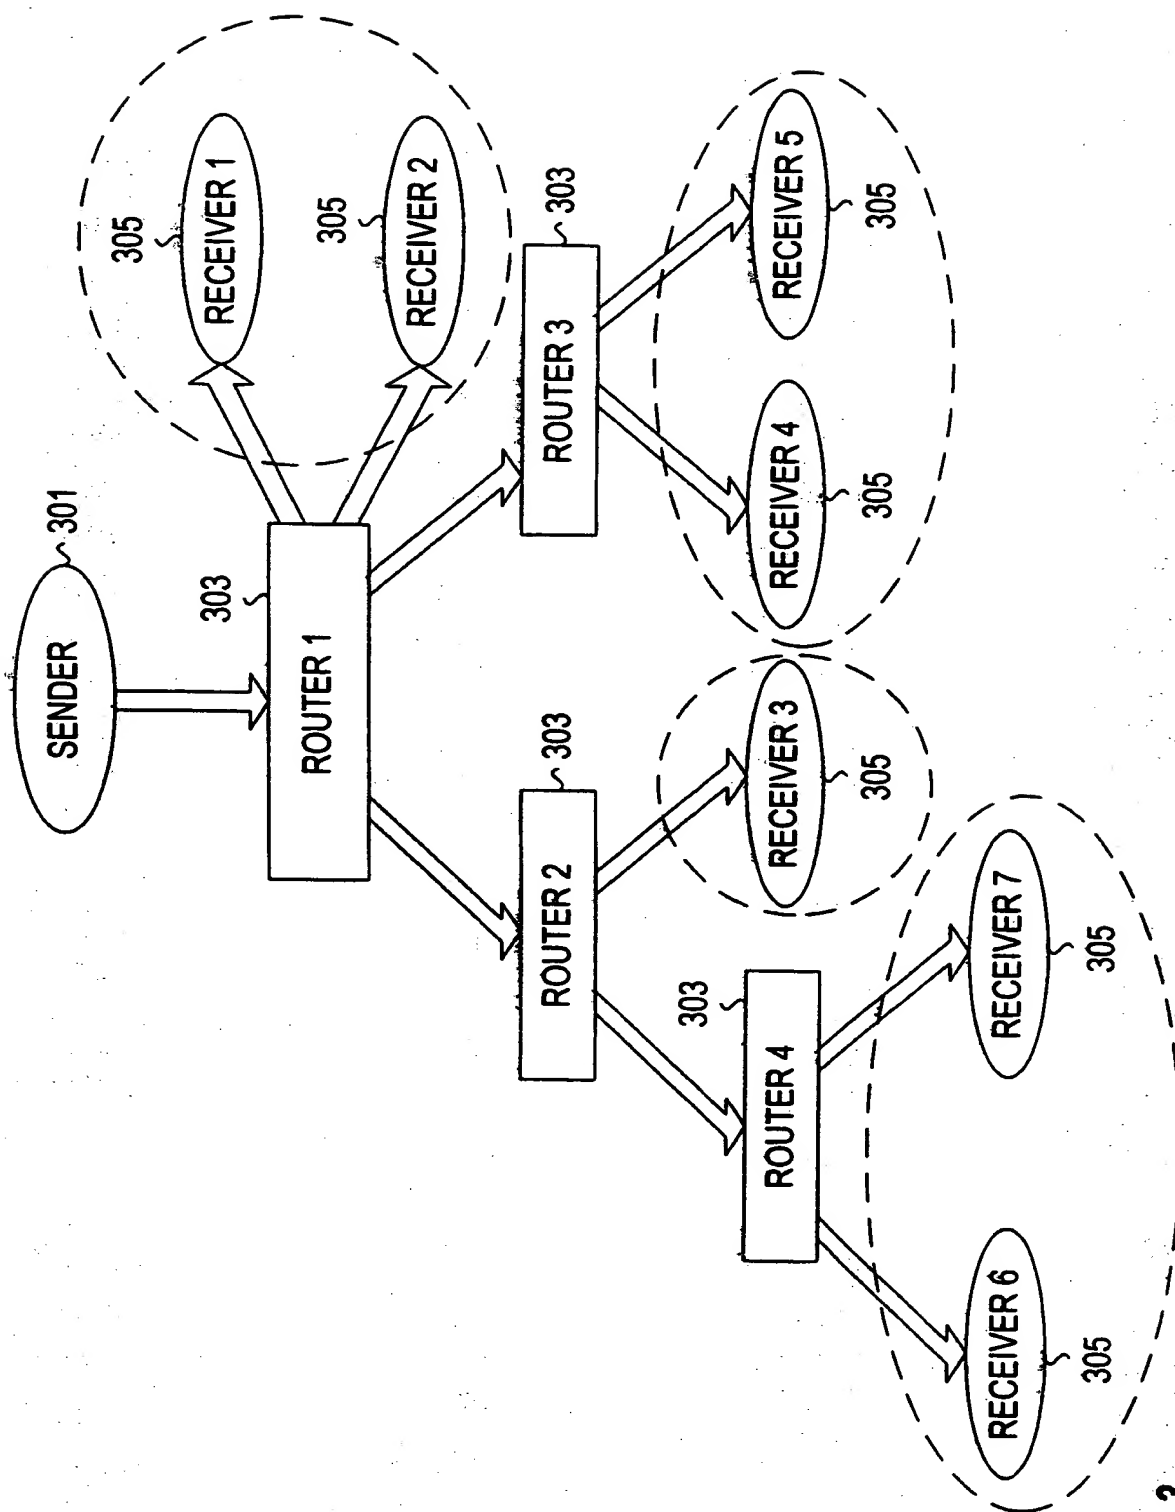 SENDER
301
303
ROUTER 1
305
RECEIVER 1
305
RECEIVER 2
303
ROUTER 2
303
ROUTER 3
RECEIVER 3
305
RECEIVER 4
305
RECEIVER 5
305
303
ROUTER 4
RECEIVER 6
305
RECEIVER 7
305